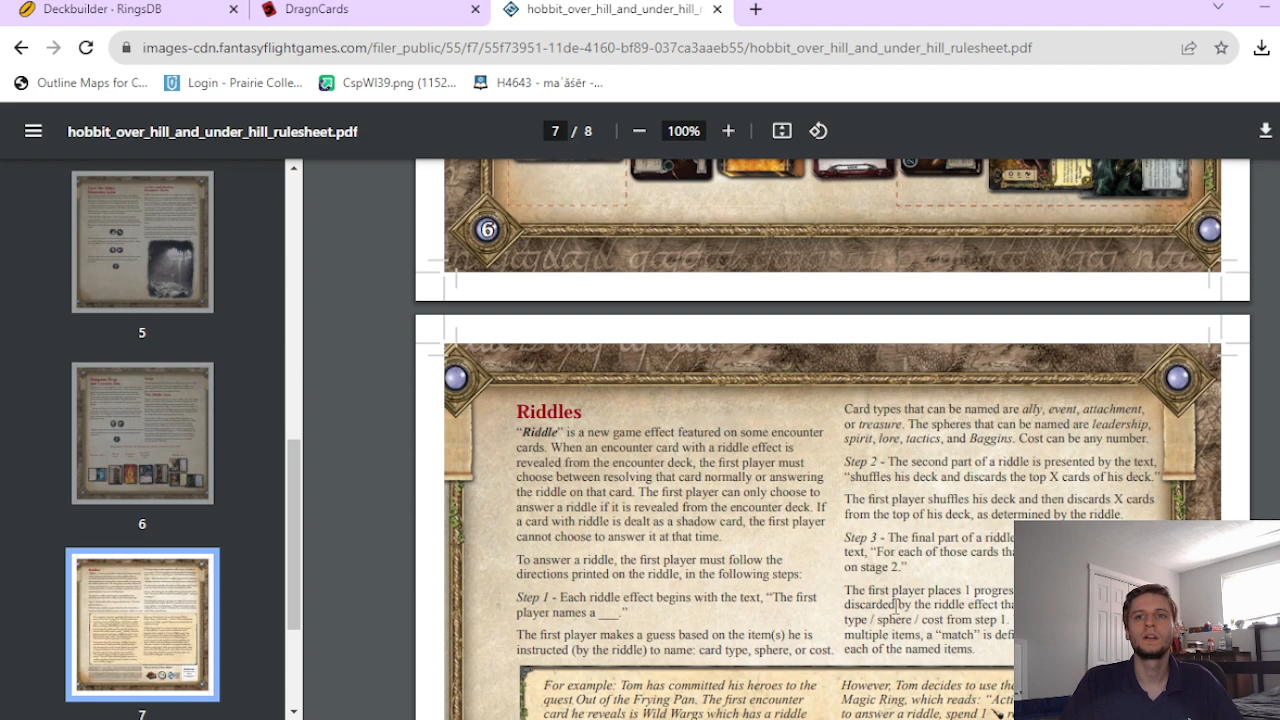 Deckbuilder · RingsDB
DragnCards
hobbit_over_hill_and_under_hill_r
images-cdn.fantasyflightgames.com/filer_public/55/f7/55f73951-11de-4160-bf89-037ca3aaeb55/hobbit_over_hill_and_under_hill_rulesheet.pdf
Outline Maps for C...
Login - Prairie Colle...
CspWI39.png (1152...
H4643 - maʿăśēr -...
hobbit_over_hill_and_under_hill_rulesheet.pdf
7 / 8
100%
5
6
7
6
Riddles
“Riddle” is a new game effect featured on some encounter
cards. When an encounter card with a riddle effect is
revealed from the encounter deck, the first player must
choose between resolving that card normally or answering
the riddle on that card. The first player can only choose to
answer a riddle if it is revealed from the encounter deck. If
a card with riddle is dealt as a shadow card, the first player
cannot choose to answer it at that time.
To answer a riddle, the first player must follow the
directions printed on the riddle, in the following steps:
Step 1 - Each riddle effect begins with the text, “The first
player names a ___.”
The first player makes a guess based on the item(s) he is
instructed (by the riddle) to name: card type, sphere, or cost.
For example: Tom has committed his heroes to the
quest Out of the Frying Pan. The first encounter
card he reveals is Wild Wargs which has a riddle
Card types that can be named are ally, event, attachment,
or treasure. The spheres that can be named are leadership,
spirit, lore, tactics, and Baggins. Cost can be any number.
Step 2 - The second part of a riddle is presented by the text,
“shuffles his deck and discards the top X cards of his deck.”
The first player shuffles his deck and then discards X cards
from the top of his deck, as determined by the riddle.
Step 3 - The final part of a riddle
text, “For each of those cards tha
on stage 2.”
The first player places 1 progres
discarded by the riddle effect tha
type / sphere / cost from step 1.
multiple items, a “match” is defi
each of the named items.
However, Tom decides to use th
Magic Ring, which reads: “Acti
to answer a riddle, spend 1